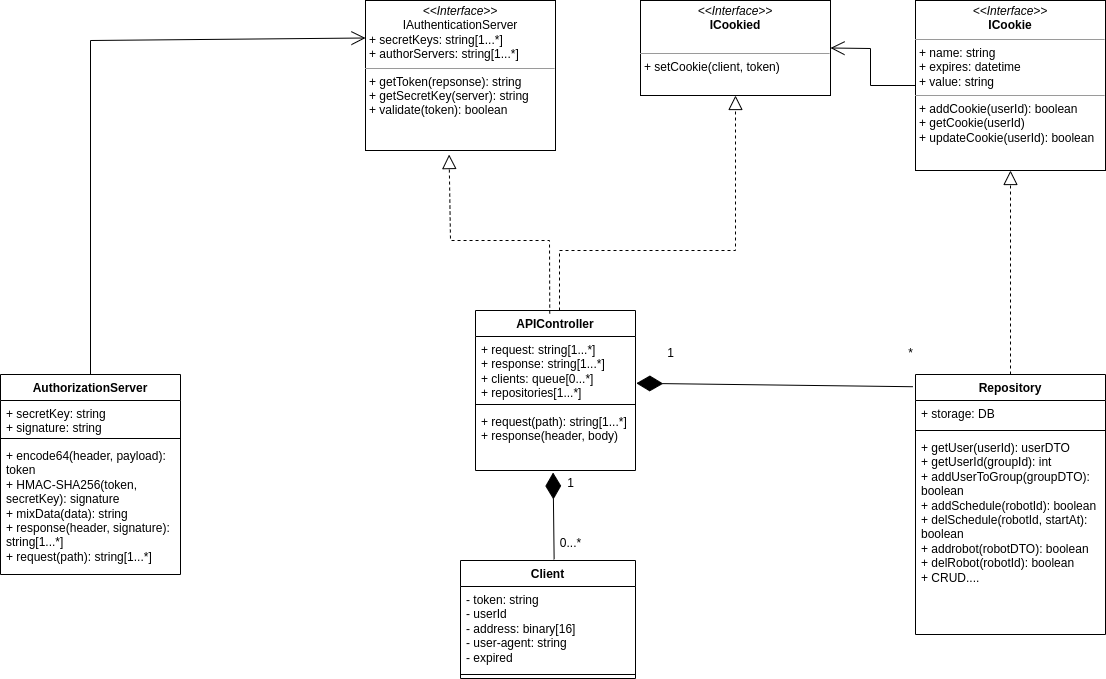 <<Interface>>
IAuthenticationServer
+ secretKeys: string[1...*]
+ authorServers: string[1...*]
+ getToken(repsonse): string
+ getSecretKey(server): string
+ validate(token): boolean
<<Interface>>
ICookied
+ setCookie(client, token)
<<Interface>>
ICookie
+ name: string
+ expires: datetime
+ value: string
+ addCookie(userId): boolean
+ getCookie(userId)
+ updateCookie(userId): boolean
APIController
+ request: string[1...*]
+ response: string[1...*]
+ clients: queue[0...*]
+ repositories[1...*]
+ request(path): string[1...*]
+ response(header, body)
1
*
AuthorizationServer
+ secretKey: string
+ signature: string
+ encode64(header, payload):
token
+ HMAC-SHA256(token,
secretKey): signature
+ mixData(data): string
+ response(header, signature):
string[1...*]
+ request(path): string[1...*]
Repository
+ storage: DB
+ getUser(userId): userDTO
+ getUserId(groupId): int
+ addUserToGroup(groupDTO):
boolean
+ addSchedule(robotId): boolean
+ delSchedule(robotId, startAt):
boolean
+ addrobot(robotDTO): boolean
+ delRobot(robotId): boolean
+ CRUD....
1
0...*
Client
- token: string
- userId
- address: binary[16]
- user-agent: string
- expired